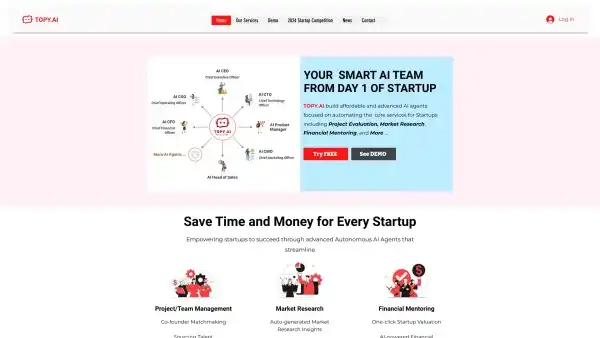 TOPY.AI
Home
Our Services
Demo
2024 Startup Competition
News
Contact
Log In
AI CEO
Chief Executive Officer
AI COO
Chief Operating Officer
AI CTO
Chief Technology
Officer
AI CFO
Chief Financial
Officer
TOPY.AI
AI Product
Manager
More AI Agents ...
AI CMO
Chief Marketing Officer
AI Head of Sales
YOUR SMART AI TEAM
FROM DAY 1 OF STARTUP
TOPY.AI build affordable and advanced AI agents
focused on automating the core services for Startups
including Project Evaluation, Market Research,
Financial Mentoring, and More ...
Try FREE
See DEMO
Save Time and Money for Every Startup
Empowering startups to succeed through advanced Autonomous AI Agents that
streamline
Project/Team Management
Co-founder Matchmaking
Sourcing Talent
Market Research
Auto-generated Market
Research Insights
Financial Mentoring
One-click Startup Valuation
AI-powered Financial